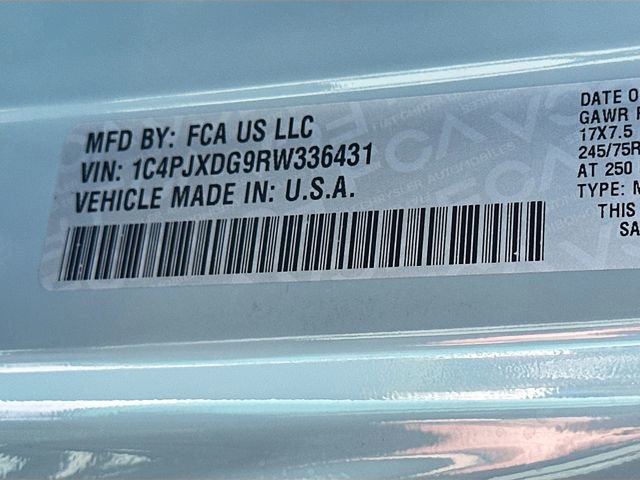 MFD BY: FCA US LLC
VIN: 1C4PJXDG9RW336431
VEHICLE MADE IN: U.S.A.
DATE O
GAWR
17X7.5
245/75R
AT 250
TYPE:
THIS
SA